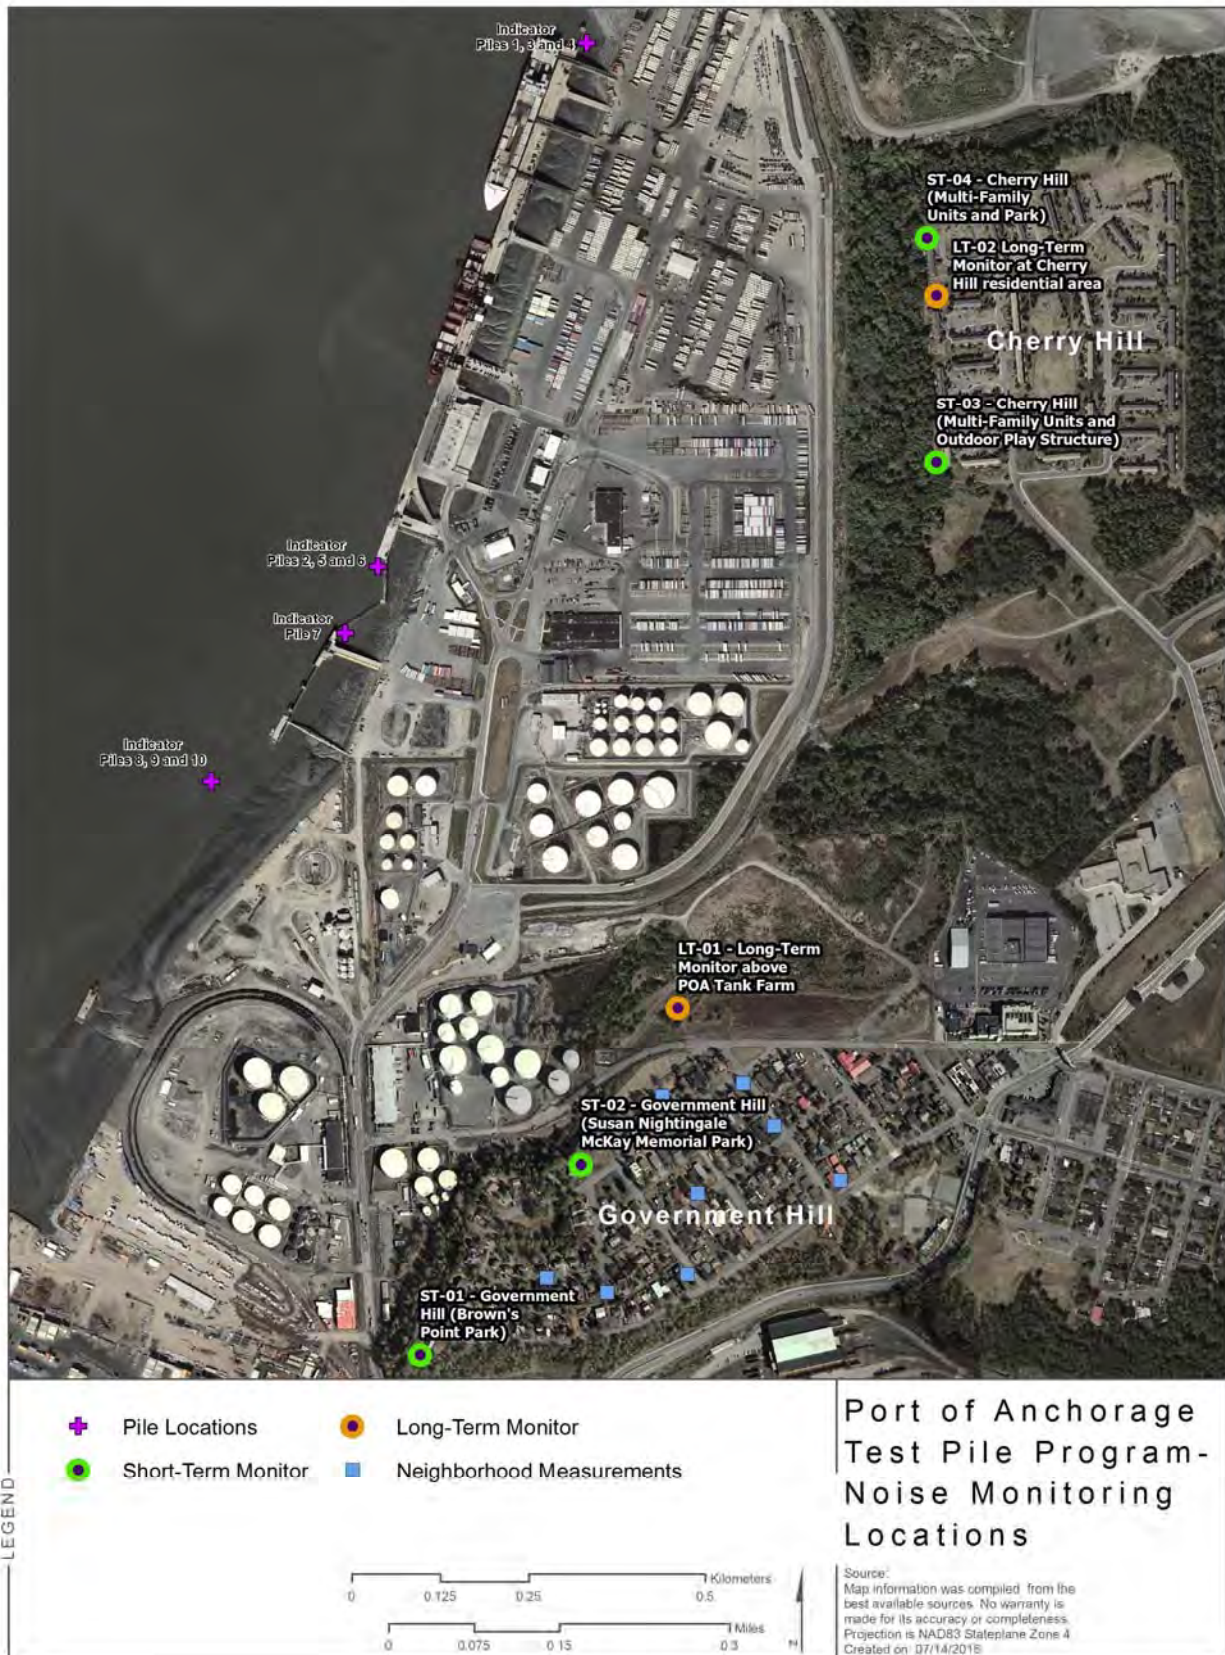 Indicator
Piles 1, 3 and 4
ST-04 - Cherry Hill
(Multi-Family
Units and Park)
LT-02 Long-Term
Monitor at Cherry
Hill residential area
Cherry Hill
ST-03 - Cherry Hill
(Multi-Family Units and
Outdoor Play Structure)
Indicator
Piles 2, 5 and 6
Indicator
Pile 7
Indicator
Piles 8, 9 and 10
LT-01 - Long-Term
Monitor above
POA Tank Farm
ST-02 - Government Hill
(Susan Nightingale
McKay Memorial Park)
Government Hill
ST-01 - Government
Hill (Brown's
Point Park)
LEGEND
Pile Locations
Long-Term Monitor
Short-Term Monitor
Neighborhood Measurements
Kilometers
0 0.125 0.25 0.5
Miles
0 0.075 0.15 0.3
N
Port of Anchorage
Test Pile Program-
Noise Monitoring
Locations
Source:
Map information was compiled from the
best available sources. No warranty is
made for its accuracy or completeness.
Projection is NAD83 Stateplane Zone 4
Created on: 07/14/2016